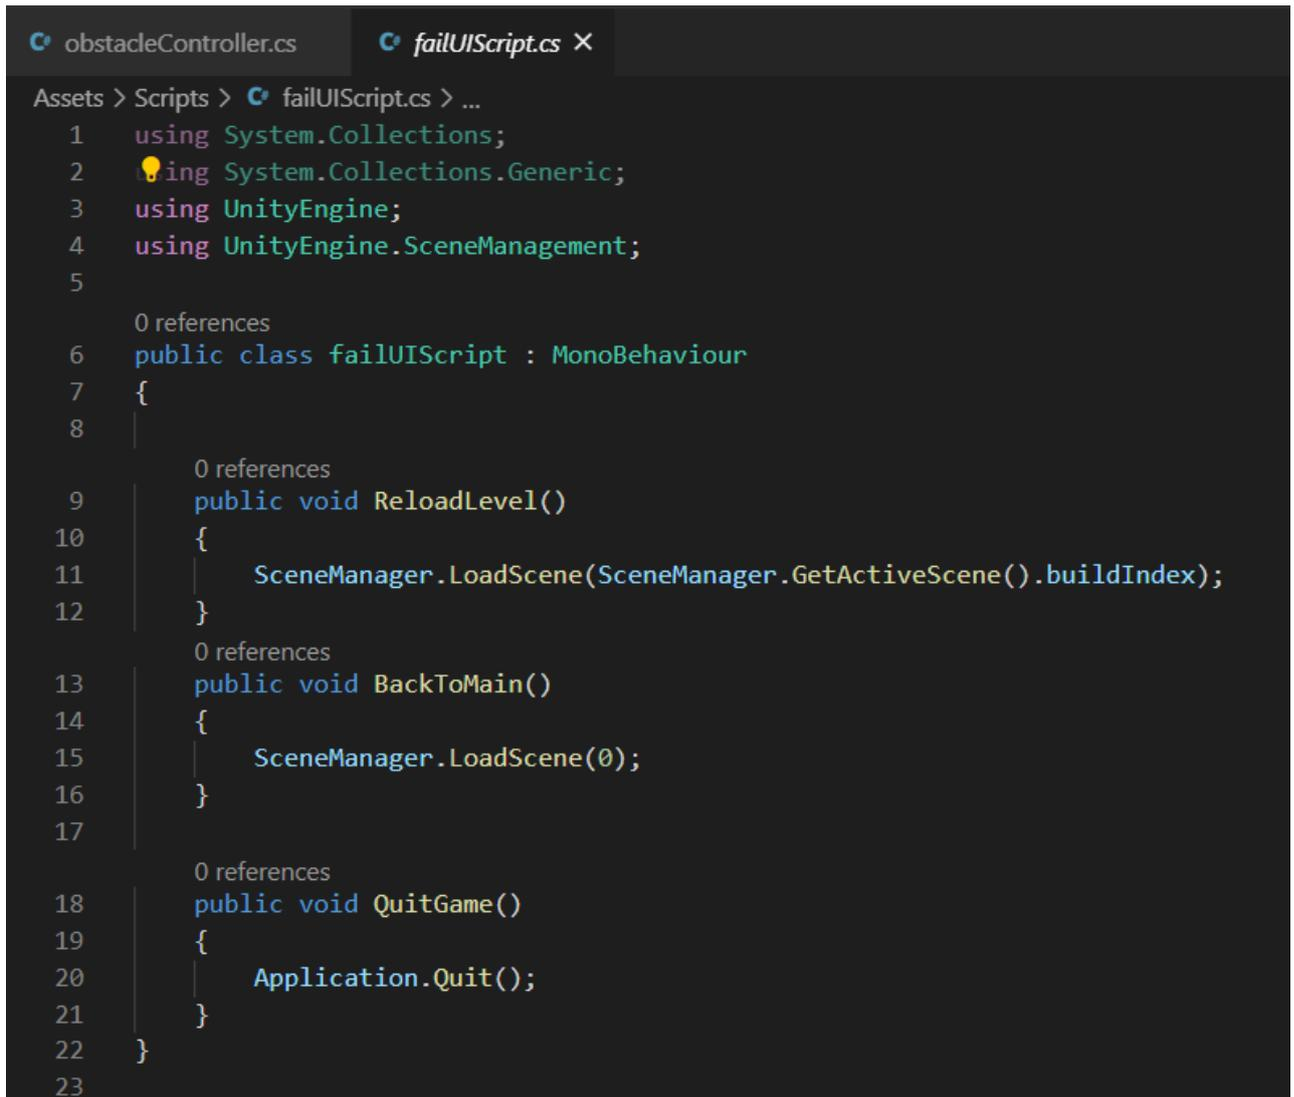 obstacleController.cs failUIScript.cs
Assets > Scripts > failUIScript.cs > ...
1 using System.Collections;
2 using System.Collections.Generic;
3 using UnityEngine;
4 using UnityEngine.SceneManagement;
5
0 references
6 public class failUIScript : MonoBehaviour
7 {
8
0 references
9 public void ReloadLevel()
10 {
11 SceneManager.LoadScene(SceneManager.GetActiveScene().buildIndex);
12 }
0 references
13 public void BackToMain()
14 {
15 SceneManager.LoadScene(0);
16 }
17
0 references
18 public void QuitGame()
19 {
20 Application.Quit();
21 }
22 }
23